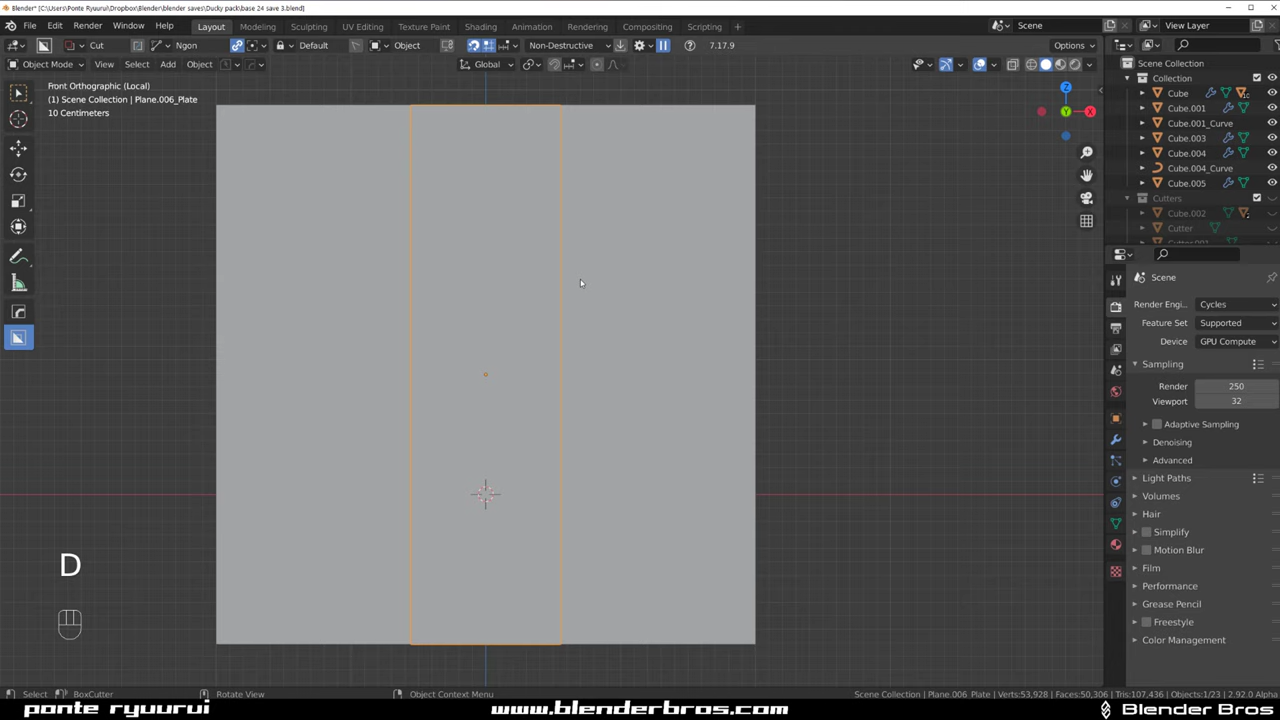 Blender* [C:\Users\Ponte Ryuurui\Dropbox\Blender\blender saves\Ducky pack\base 24 save 3.blend]
File Edit Render Window Help Layout Modeling Sculpting UV Editing Texture Paint Shading Animation Rendering Compositing Scripting + Scene View Layer
Cut Ngon Default Object Non-Destructive 7.17.9 Options
Object Mode View Select Add Object Global
Front Orthographic (Local)
(1) Scene Collection | Plane.006_Plate
10 Centimeters
Z
Y
X
Scene Collection
Collection
Cube
Cube.001
Cube.001_Curve
Cube.003
Cube.004
Cube.004_Curve
Cube.005
Cutters
Cube.002
Cutter
Cutter.001
Scene
Render Engi... Cycles
Feature Set Supported
Device GPU Compute
Sampling
Render 250
Viewport 32
Adaptive Sampling
Denoising
Advanced
Light Paths
Volumes
Hair
Simplify
Motion Blur
Film
Performance
Grease Pencil
Freestyle
Color Management
D
Select BoxCutter Rotate View Object Context Menu Scene Collection | Plane.006_Plate | Verts:53,928 | Faces:50,306 | Tris:107,436 | Objects:1/23 | 2.92.0 Alpha
ponte ryuurui www.blenderbros.com Blender Bros